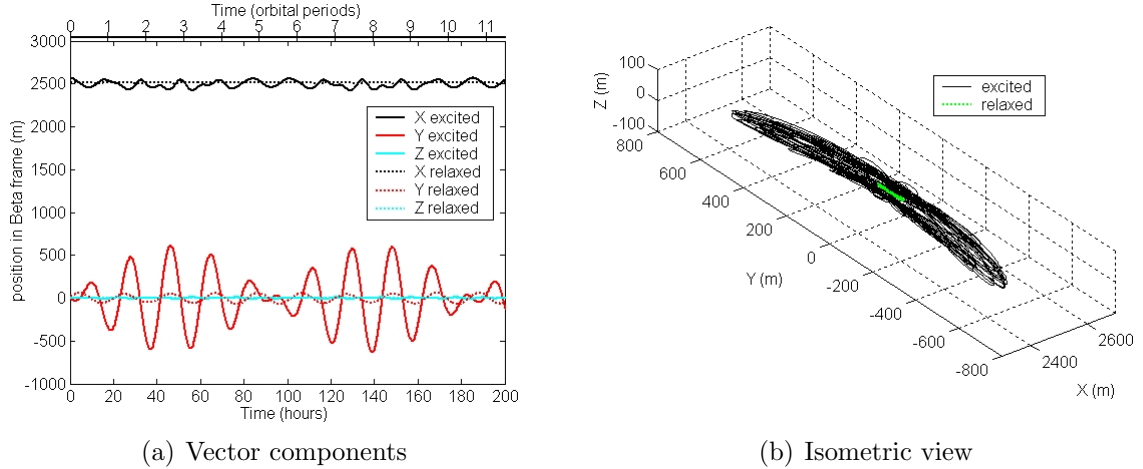 Time (orbital periods)
0 1 2 3 4 5 6 7 8 9 10 11
3000
2500
2000
1500
1000
500
0
-500
-1000
position in Beta frame (m)
X excited
Y excited
Z excited
X relaxed
Y relaxed
Z relaxed
0 20 40 60 80 100 120 140 160 180 200
Time (hours)
(a) Vector components
100
0
-100
Z (m)
excited
relaxed
800
600
400
200
0
-200
-400
-600
-800
Y (m)
2400
2600
X (m)
(b) Isometric view